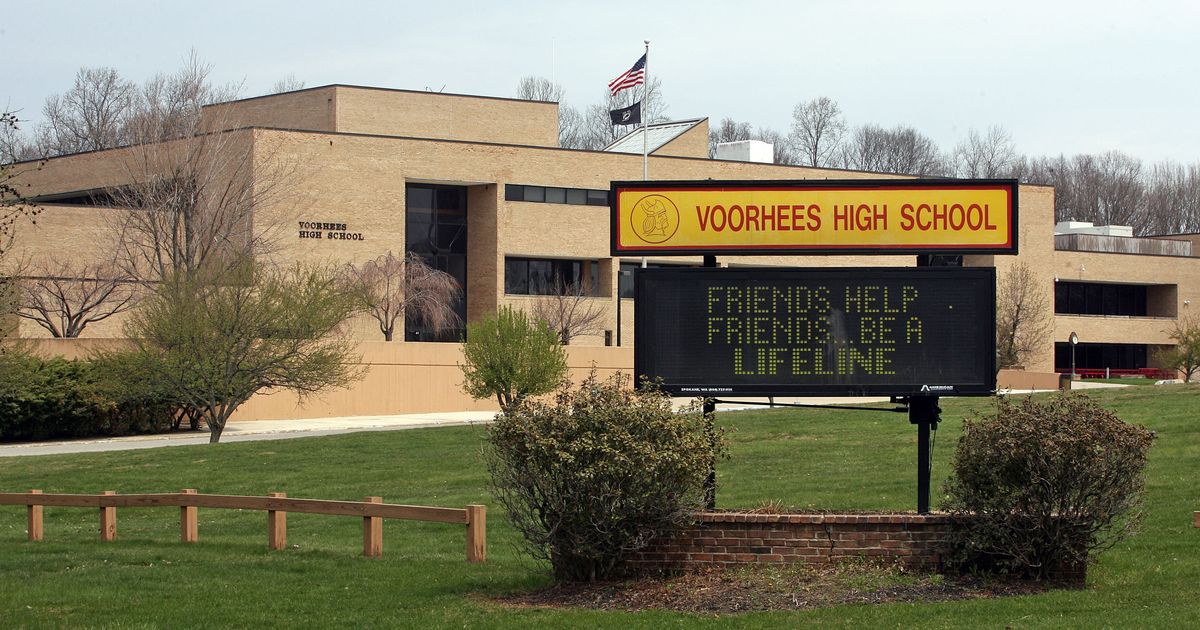 VOORHEES
HIGH SCHOOL
VOORHEES HIGH SCHOOL
FRIENDS HELP
FRIENDS. BE A
LIFELINE